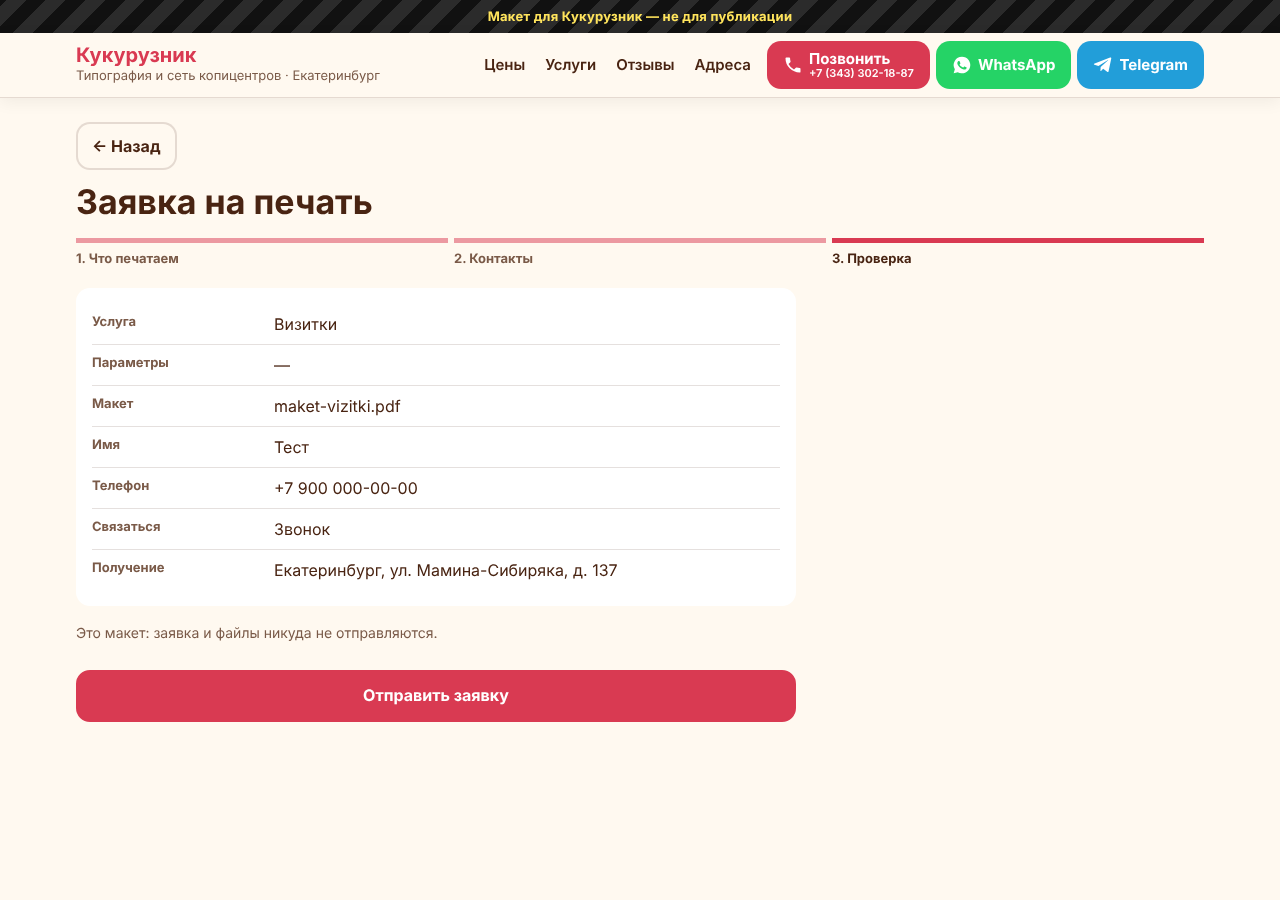 Макет для Кукурузник — не для публикации
Кукурузник
Типография и сеть копицентров · Екатеринбург
Цены
Услуги
Отзывы
Адреса
Позвонить
+7 (343) 302-18-87
WhatsApp
Telegram
← Назад
Заявка на печать
1. Что печатаем
2. Контакты
3. Проверка
Услуга Визитки
Параметры —
Макет maket-vizitki.pdf
Имя Тест
Телефон +7 900 000-00-00
Связаться Звонок
Получение Екатеринбург, ул. Мамина-Сибиряка, д. 137
Это макет: заявка и файлы никуда не отправляются.
Отправить заявку